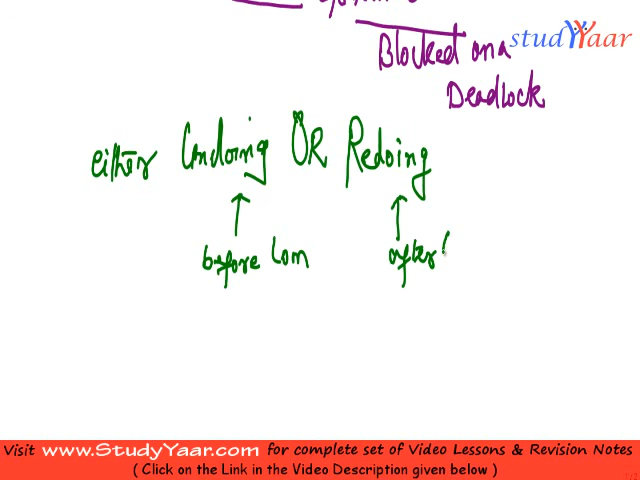 studYYaar
Blocked on a
Deadlock
either Undoing OR Redoing
before Com after
Visit www.StudyYaar.com for complete set of Video Lessons & Revision Notes
( Click on the Link in the Video Description given below )